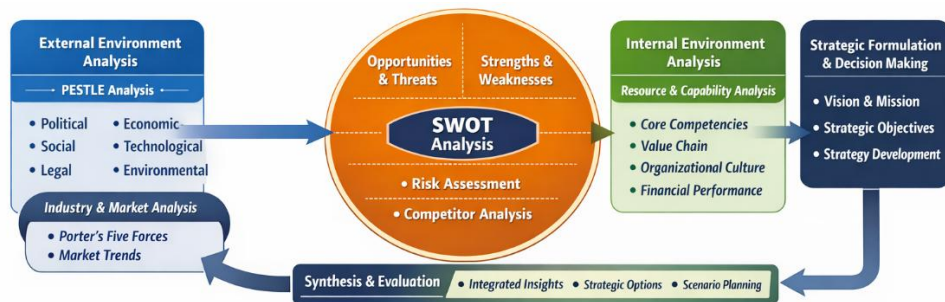 External Environment
Analysis
PESTLE Analysis
• Political
• Economic
• Social
• Technological
• Legal
• Environmental
Industry & Market Analysis
• Porter's Five Forces
• Market Trends
Opportunities
& Threats
Strengths &
Weaknesses
SWOT
Analysis
• Risk Assessment
• Competitor Analysis
Internal Environment
Analysis
Resource & Capability Analysis
• Core Competencies
• Value Chain
• Organizational Culture
• Financial Performance
Strategic Formulation
& Decision Making
• Vision & Mission
• Strategic Objectives
• Strategy Development
Synthesis & Evaluation
• Integrated Insights • Strategic Options • Scenario Planning